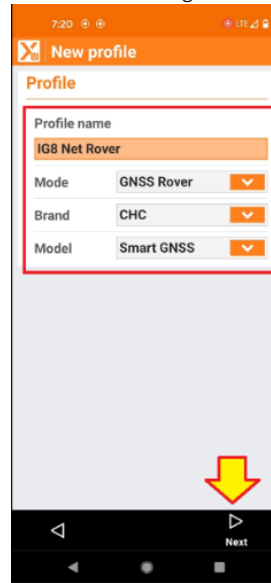 7:20 LTE
New profile
Profile
Profile name
IG8 Net Rover
Mode GNSS Rover
Brand CHC
Model Smart GNSS
Next